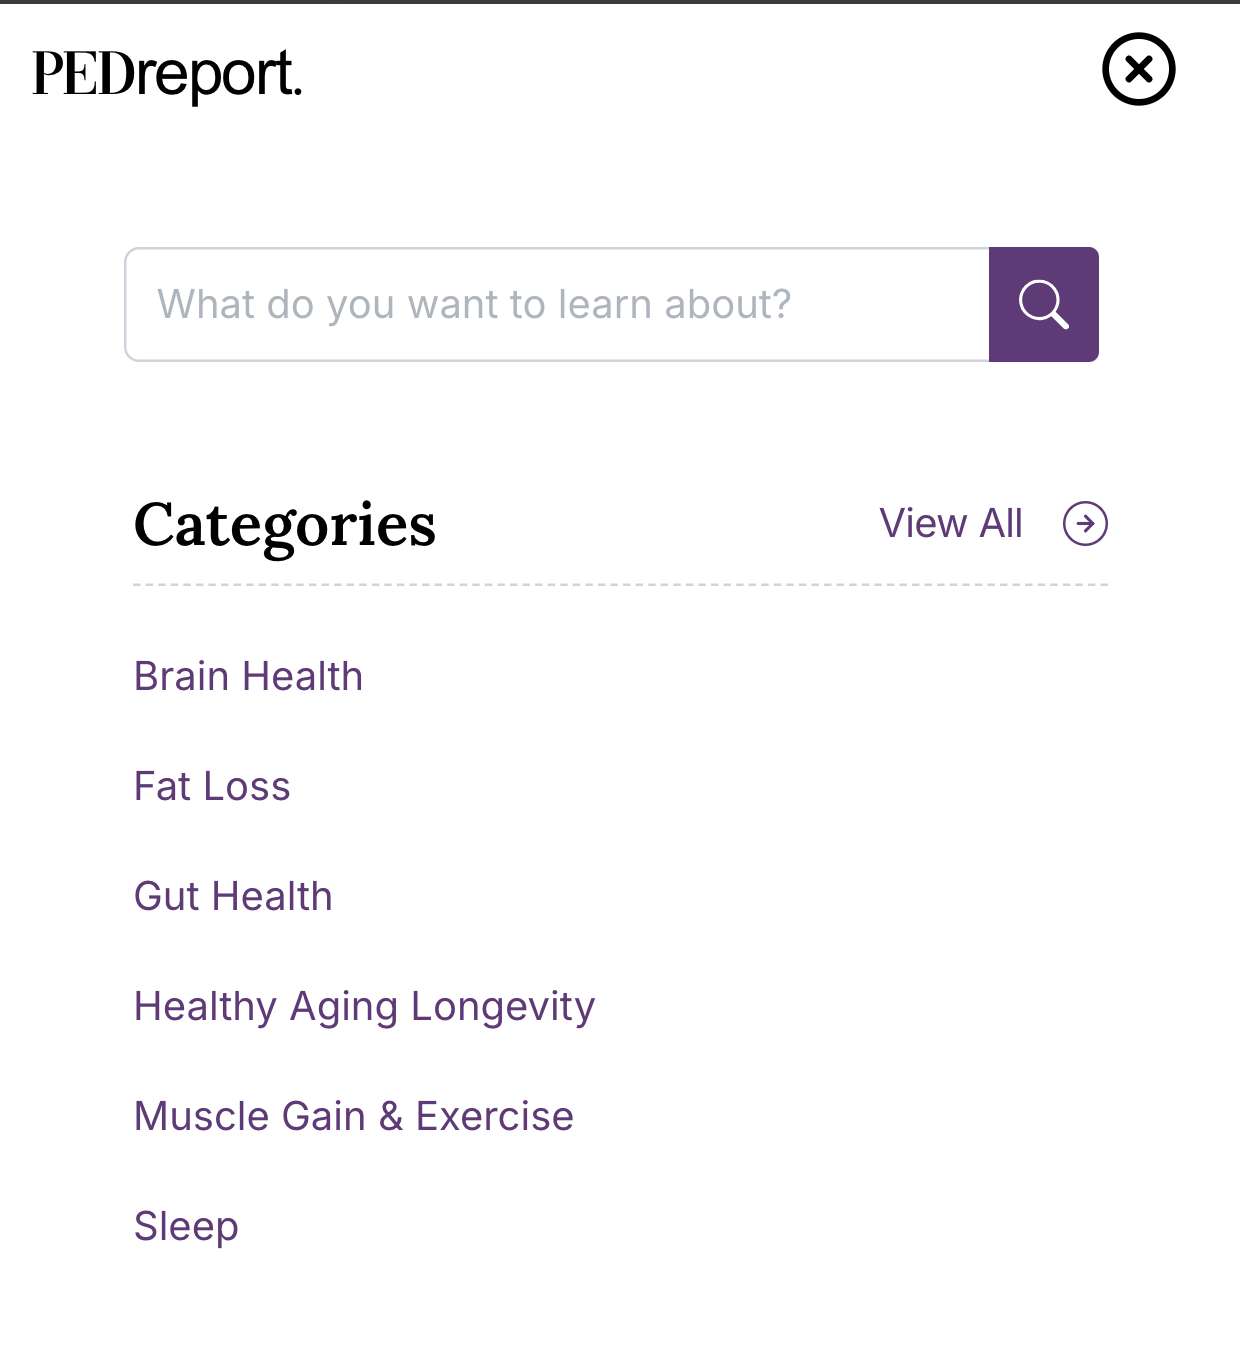 PEDreport.
What do you want to learn about?
Categories
View All
Brain Health
Fat Loss
Gut Health
Healthy Aging Longevity
Muscle Gain & Exercise
Sleep